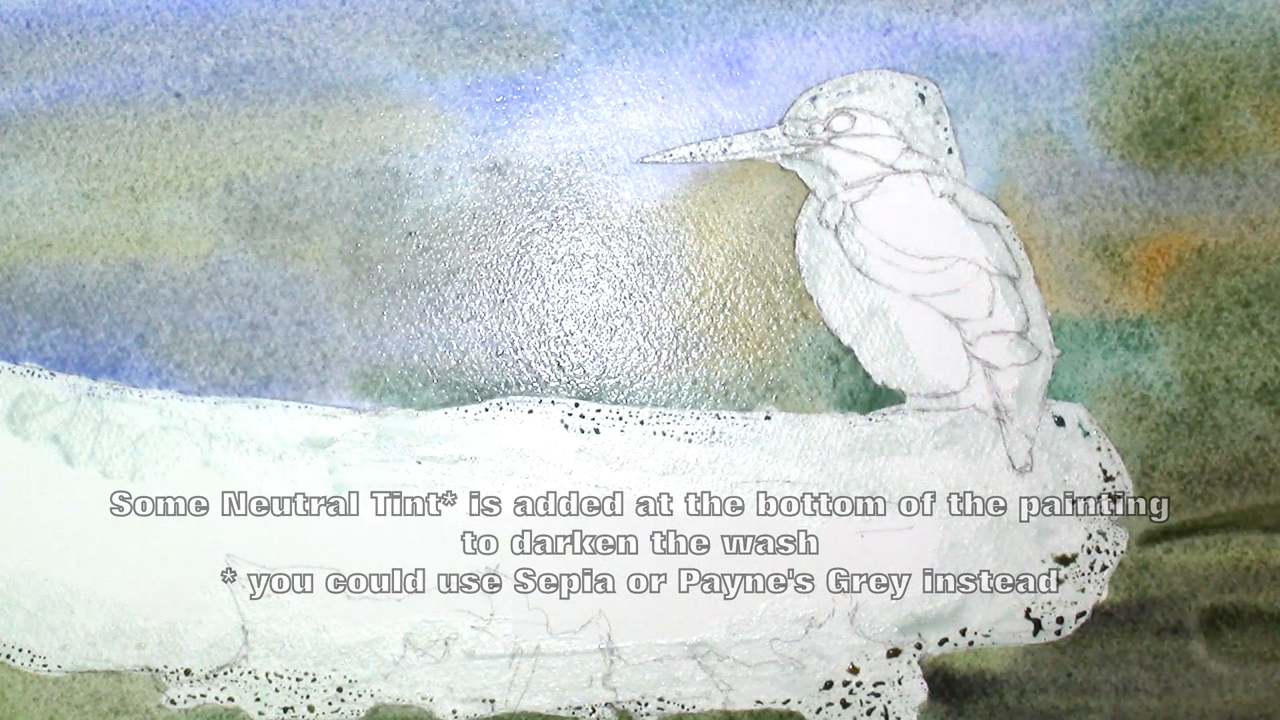 Some Neutral Tint* is added at the bottom of the painting
to darken the wash
* you could use Sepia or Payne's Grey instead